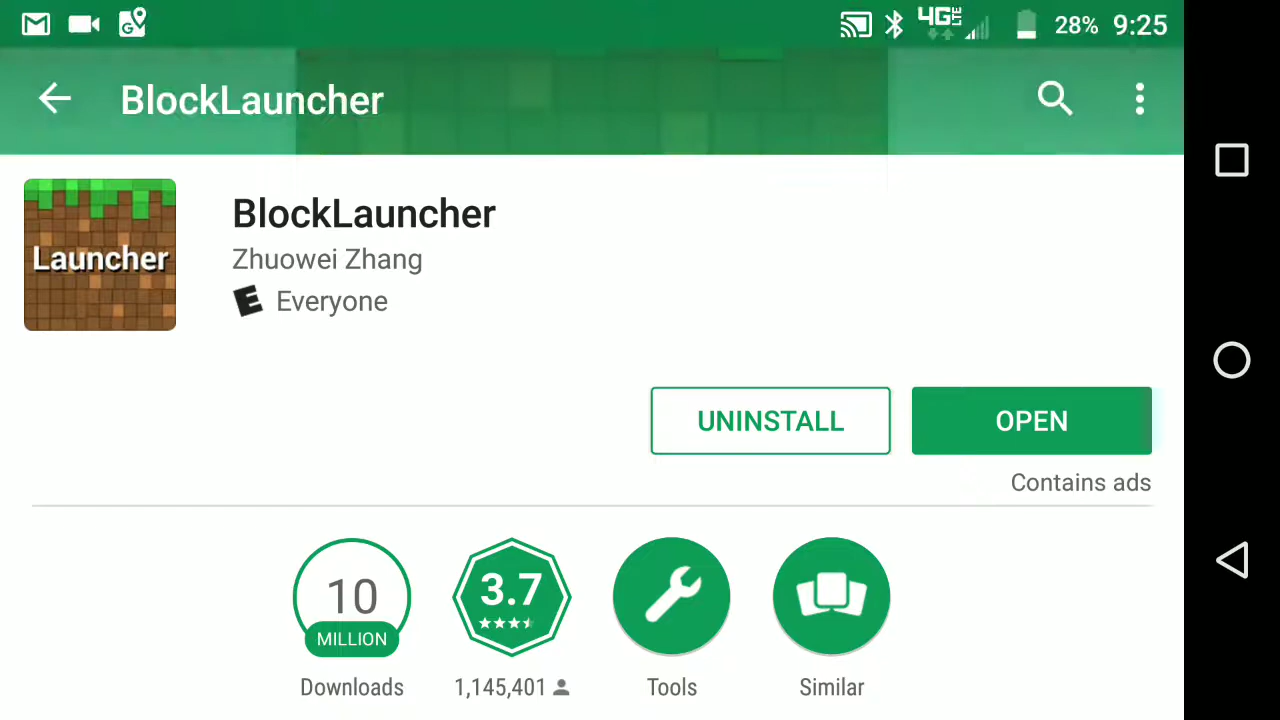 4G LTE 28% 9:25
BlockLauncher
Launcher
BlockLauncher
Zhuowei Zhang
E Everyone
UNINSTALL OPEN
Contains ads
10 3.7
MILLION
Downloads 1,145,401 Tools Similar